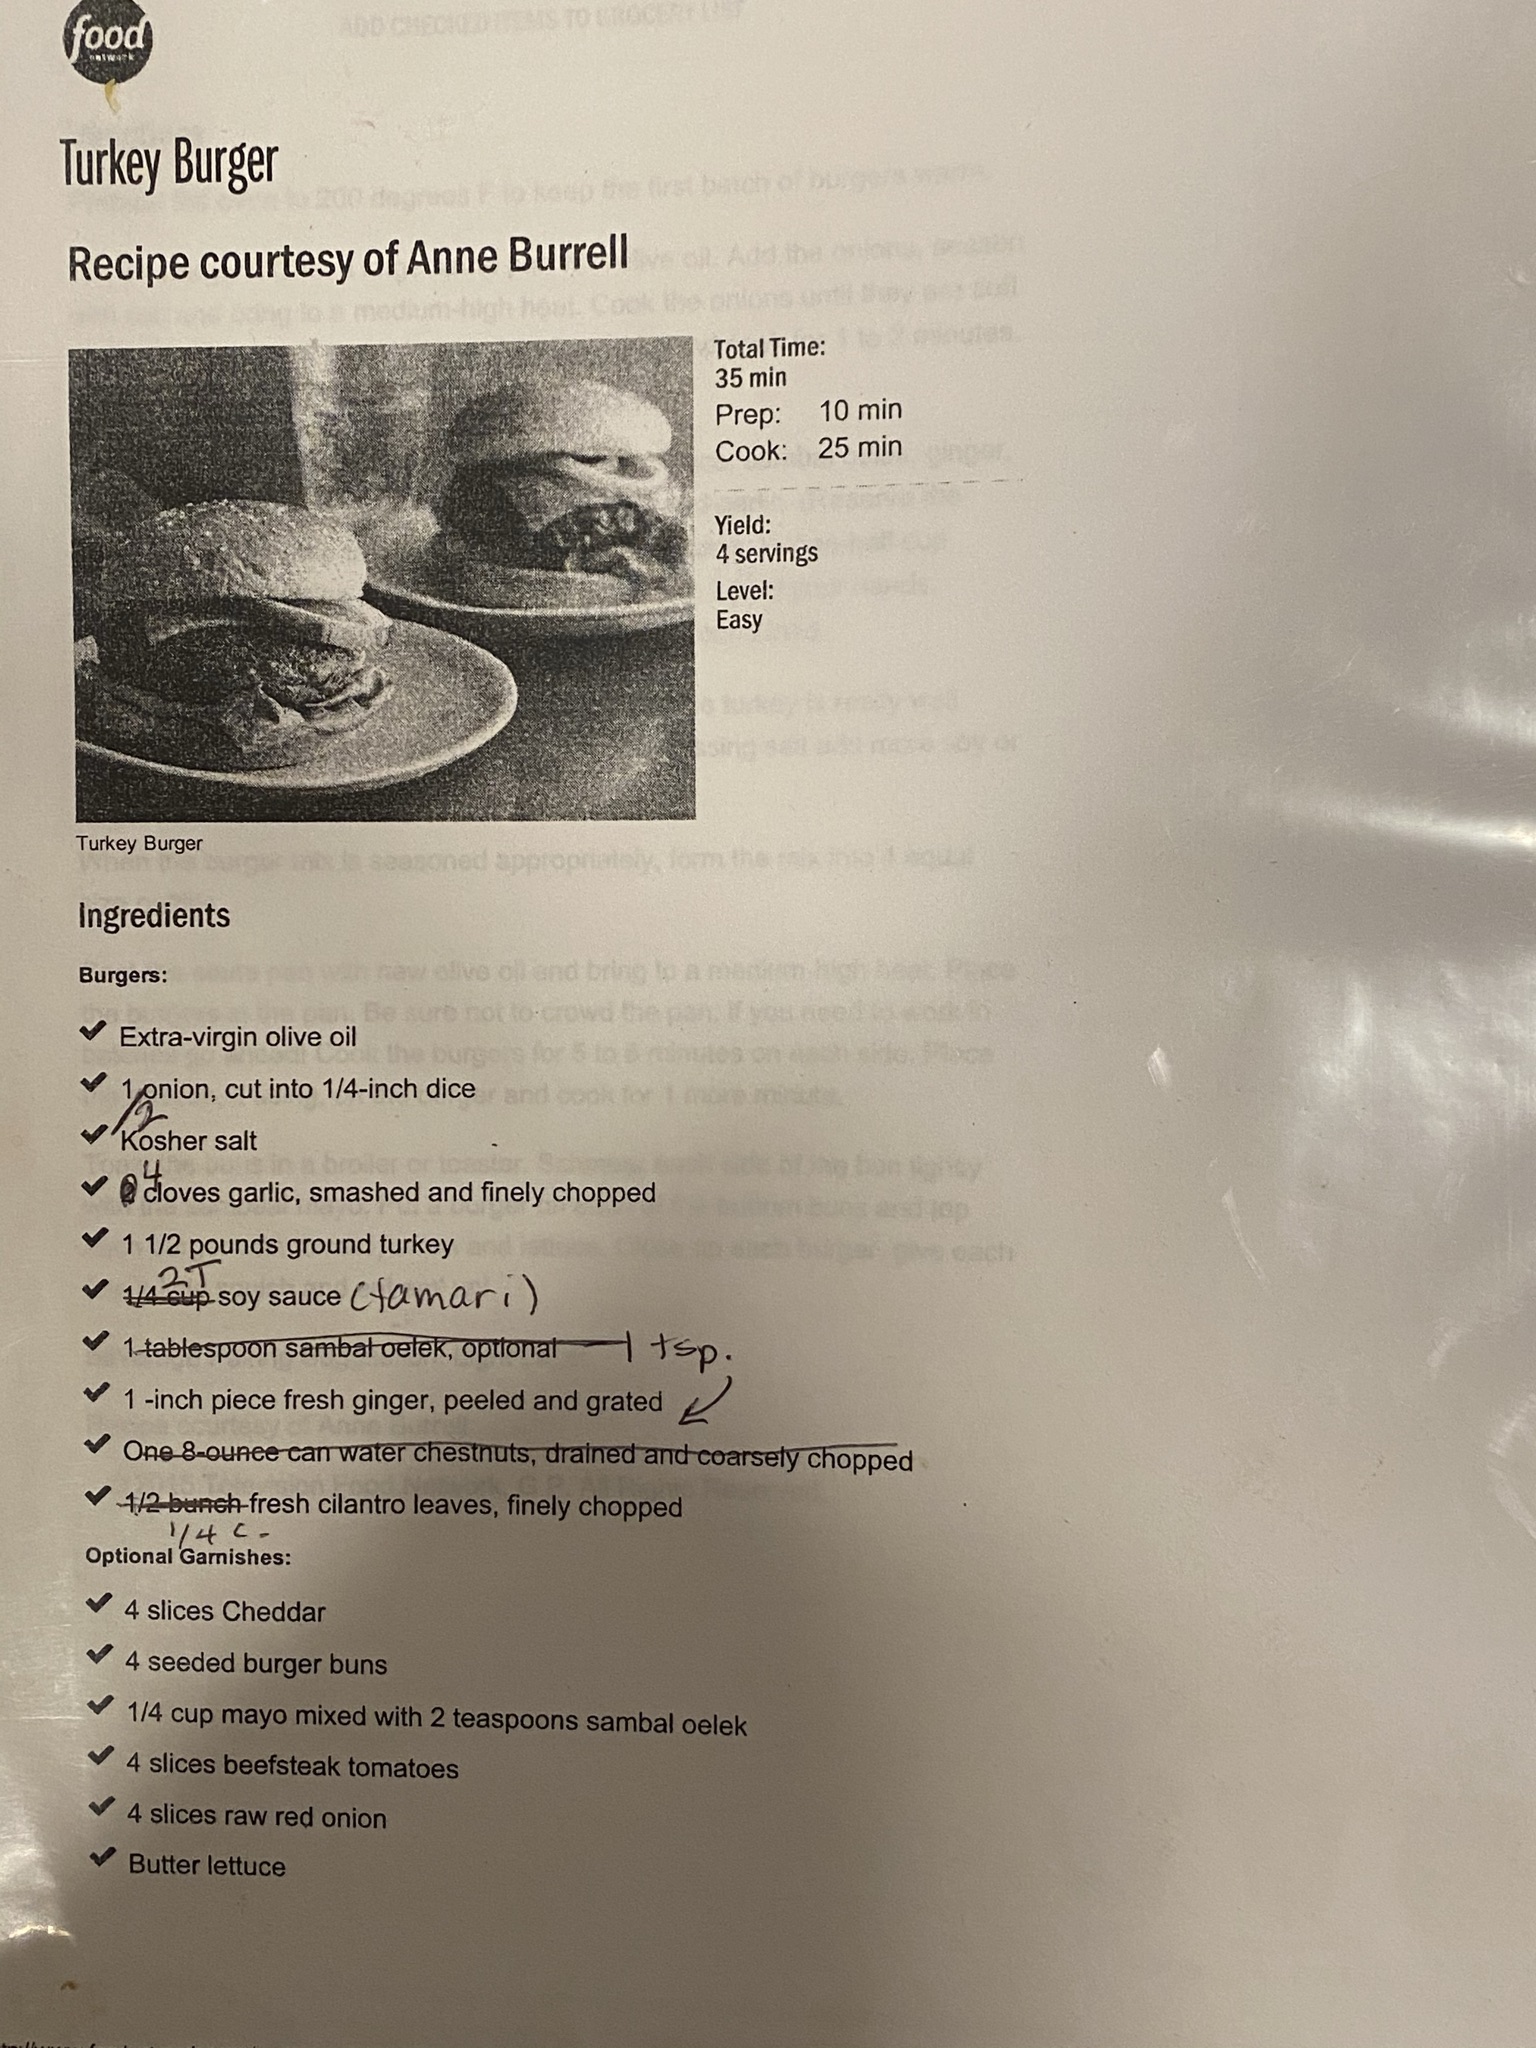 food
network
Turkey Burger
Recipe courtesy of Anne Burrell
Total Time:
35 min
Prep: 10 min
Cook: 25 min
Yield:
4 servings
Level:
Easy
Turkey Burger
Ingredients
Burgers:
Extra-virgin olive oil
1/2 onion, cut into 1/4-inch dice
Kosher salt
4 cloves garlic, smashed and finely chopped
1 1/2 pounds ground turkey
2T
1/4 cup soy sauce (tamari)
1 tablespoon sambal oelek, optional 1 tsp.
1 -inch piece fresh ginger, peeled and grated
One 8-ounce can water chestnuts, drained and coarsely chopped
1/2 bunch fresh cilantro leaves, finely chopped
1/4 c.
Optional Garnishes:
4 slices Cheddar
4 seeded burger buns
1/4 cup mayo mixed with 2 teaspoons sambal oelek
4 slices beefsteak tomatoes
4 slices raw red onion
Butter lettuce